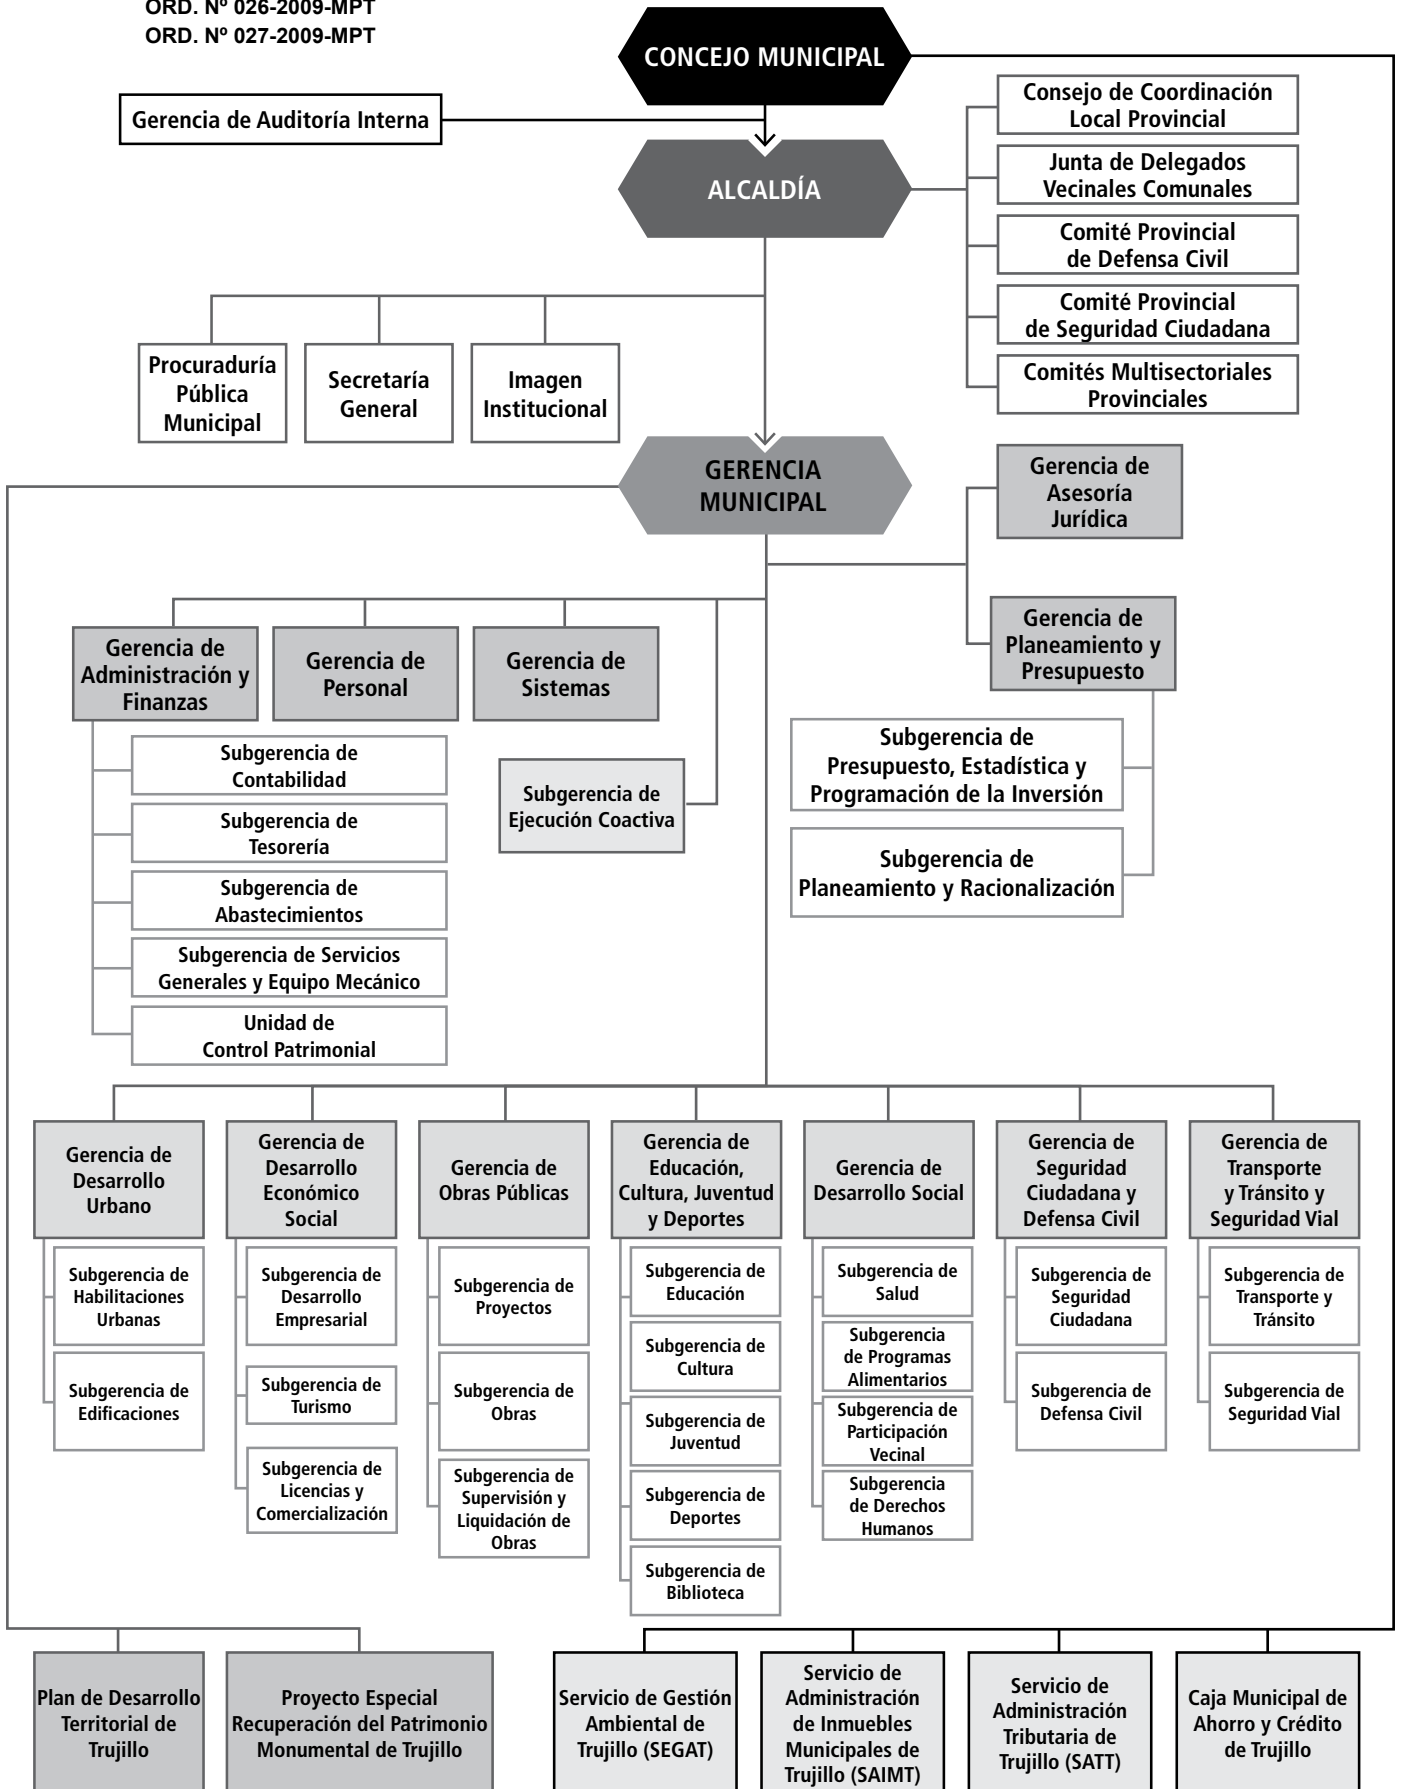 ORD. Nº 026-2009-MPT
ORD. Nº 027-2009-MPT
CONCEJO MUNICIPAL
Gerencia de Auditoría Interna
ALCALDÍA
Consejo de Coordinación
Local Provincial
Junta de Delegados
Vecinales Comunales
Comité Provincial
de Defensa Civil
Comité Provincial
de Seguridad Ciudadana
Comités Multisectoriales
Provinciales
Procuraduría
Pública
Municipal
Secretaría
General
Imagen
Institucional
GERENCIA
MUNICIPAL
Gerencia de
Asesoría
Jurídica
Gerencia de
Planeamiento y
Presupuesto
Subgerencia de
Presupuesto, Estadística y
Programación de la Inversión
Subgerencia de
Planeamiento y Racionalización
Gerencia de
Administración y
Finanzas
Gerencia de
Personal
Gerencia de
Sistemas
Subgerencia de
Ejecución Coactiva
Subgerencia de
Contabilidad
Subgerencia de
Tesorería
Subgerencia de
Abastecimientos
Subgerencia de Servicios
Generales y Equipo Mecánico
Unidad de
Control Patrimonial
Gerencia de
Desarrollo
Urbano
Subgerencia de
Habilitaciones
Urbanas
Subgerencia de
Edificaciones
Gerencia de
Desarrollo
Económico
Social
Subgerencia de
Desarrollo
Empresarial
Subgerencia de
Turismo
Subgerencia de
Licencias y
Comercialización
Gerencia de
Obras Públicas
Subgerencia de
Proyectos
Subgerencia de
Obras
Subgerencia de
Supervisión y
Liquidación de
Obras
Gerencia de
Educación,
Cultura, Juventud
y Deportes
Subgerencia de
Educación
Subgerencia de
Cultura
Subgerencia de
Juventud
Subgerencia de
Deportes
Subgerencia de
Biblioteca
Gerencia de
Desarrollo Social
Subgerencia de
Salud
Subgerencia
de Programas
Alimentarios
Subgerencia de
Participación
Vecinal
Subgerencia
de Derechos
Humanos
Gerencia de
Seguridad
Ciudadana y
Defensa Civil
Subgerencia de
Seguridad
Ciudadana
Subgerencia de
Defensa Civil
Gerencia de
Transporte
y Tránsito y
Seguridad Vial
Subgerencia de
Transporte y
Tránsito
Subgerencia de
Seguridad Vial
Plan de Desarrollo
Territorial de
Trujillo
Proyecto Especial
Recuperación del Patrimonio
Monumental de Trujillo
Servicio de Gestión
Ambiental de
Trujillo (SEGAT)
Servicio de
Administración
de Inmuebles
Municipales de
Trujillo (SAIMT)
Servicio de
Administración
Tributaria de
Trujillo (SATT)
Caja Municipal de
Ahorro y Crédito
de Trujillo